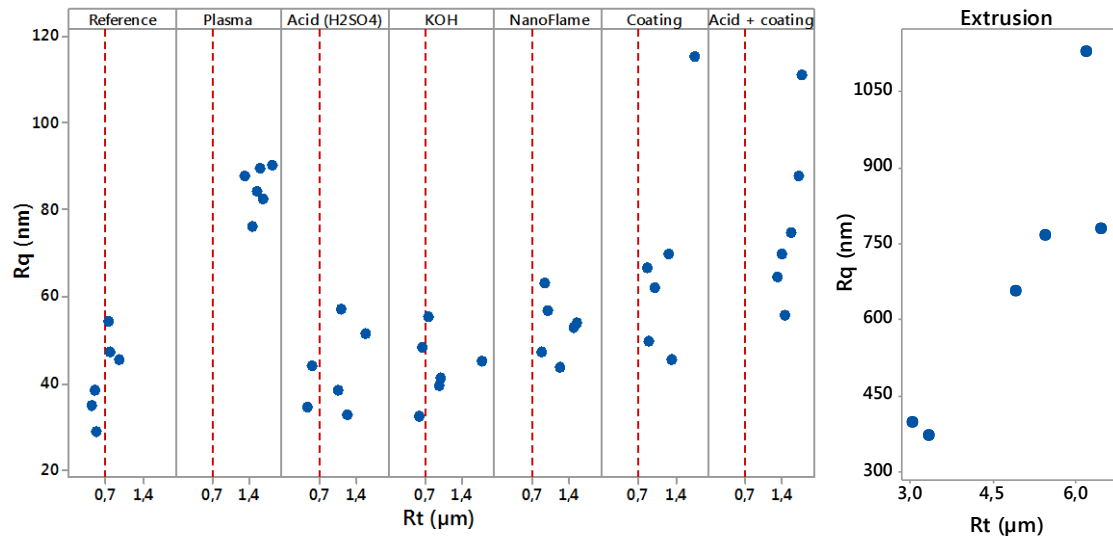 Reference Plasma Acid (H2SO4) KOH NanoFlame Coating Acid + coating
120
100
80
60
40
20
Rq (nm)
0,7 1,4 0,7 1,4 0,7 1,4 0,7 1,4 0,7 1,4 0,7 1,4 0,7 1,4
Rt (µm)
Extrusion
1050
900
750
600
450
300
Rq (nm)
3,0 4,5 6,0
Rt (µm)